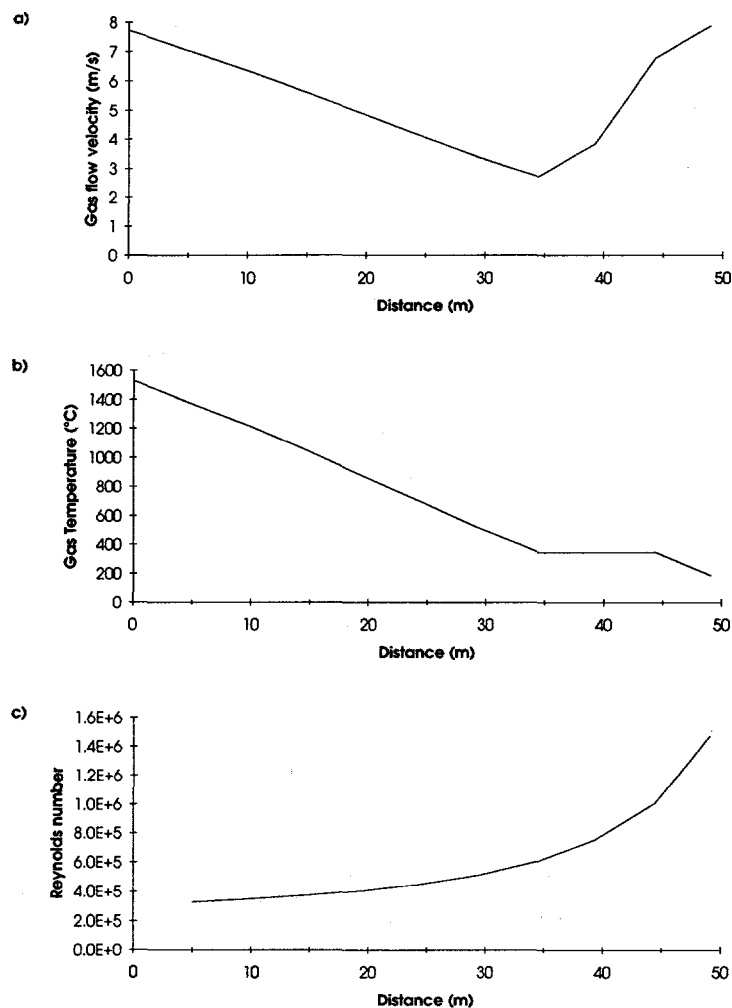 a)
Gas flow velocity (m/s)
8
7
6
5
4
3
2
1
0
0 10 20 30 40 50
Distance (m)
b)
Gas Temperature (°C)
1600
1400
1200
1000
800
600
400
200
0
0 10 20 30 40 50
Distance (m)
c)
Reynolds number
1.6E+6
1.4E+6
1.2E+6
1.0E+6
8.0E+5
6.0E+5
4.0E+5
2.0E+5
0.0E+0
0 10 20 30 40 50
Distance (m)